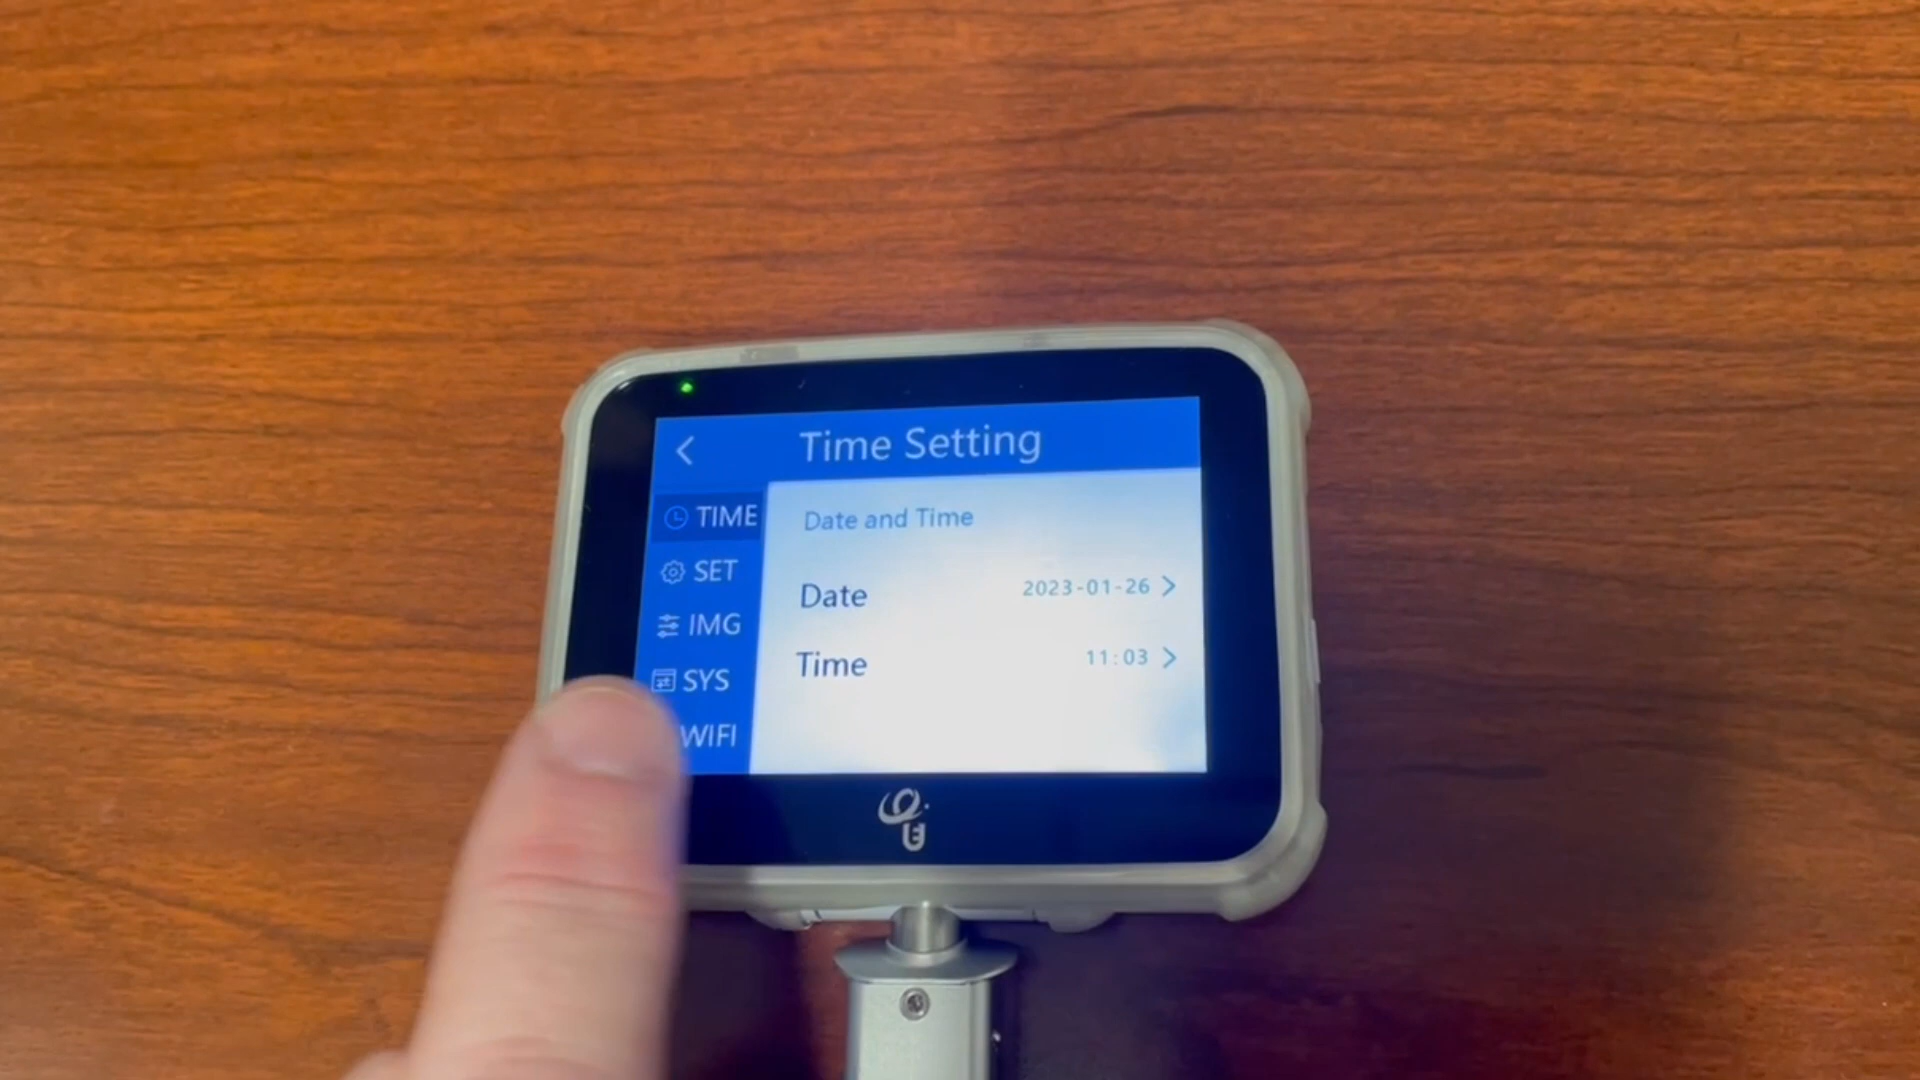 Time Setting
TIME
SET
IMG
SYS
WIFI
Date and Time
Date 2023-01-26
Time 11:03